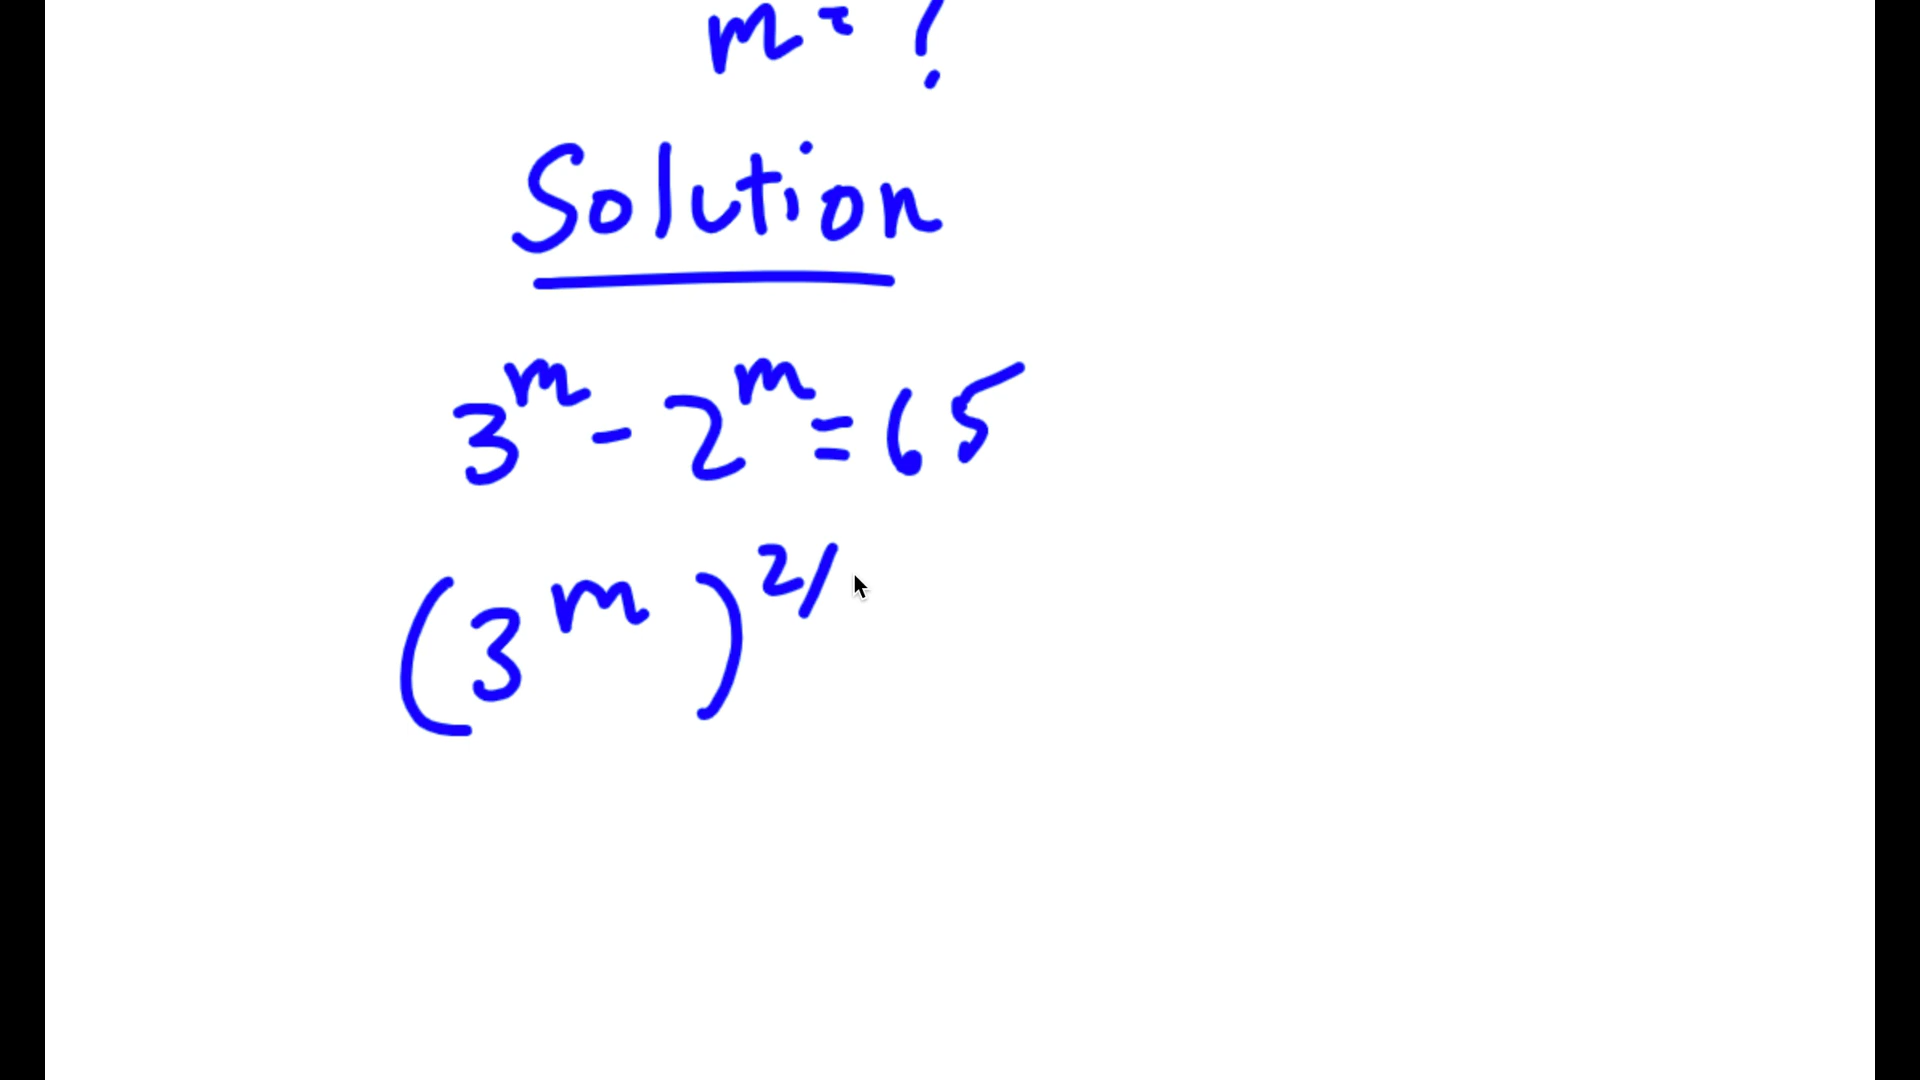 m = ?
Solution
3^m - 2^m = 65
(3^m)^2/